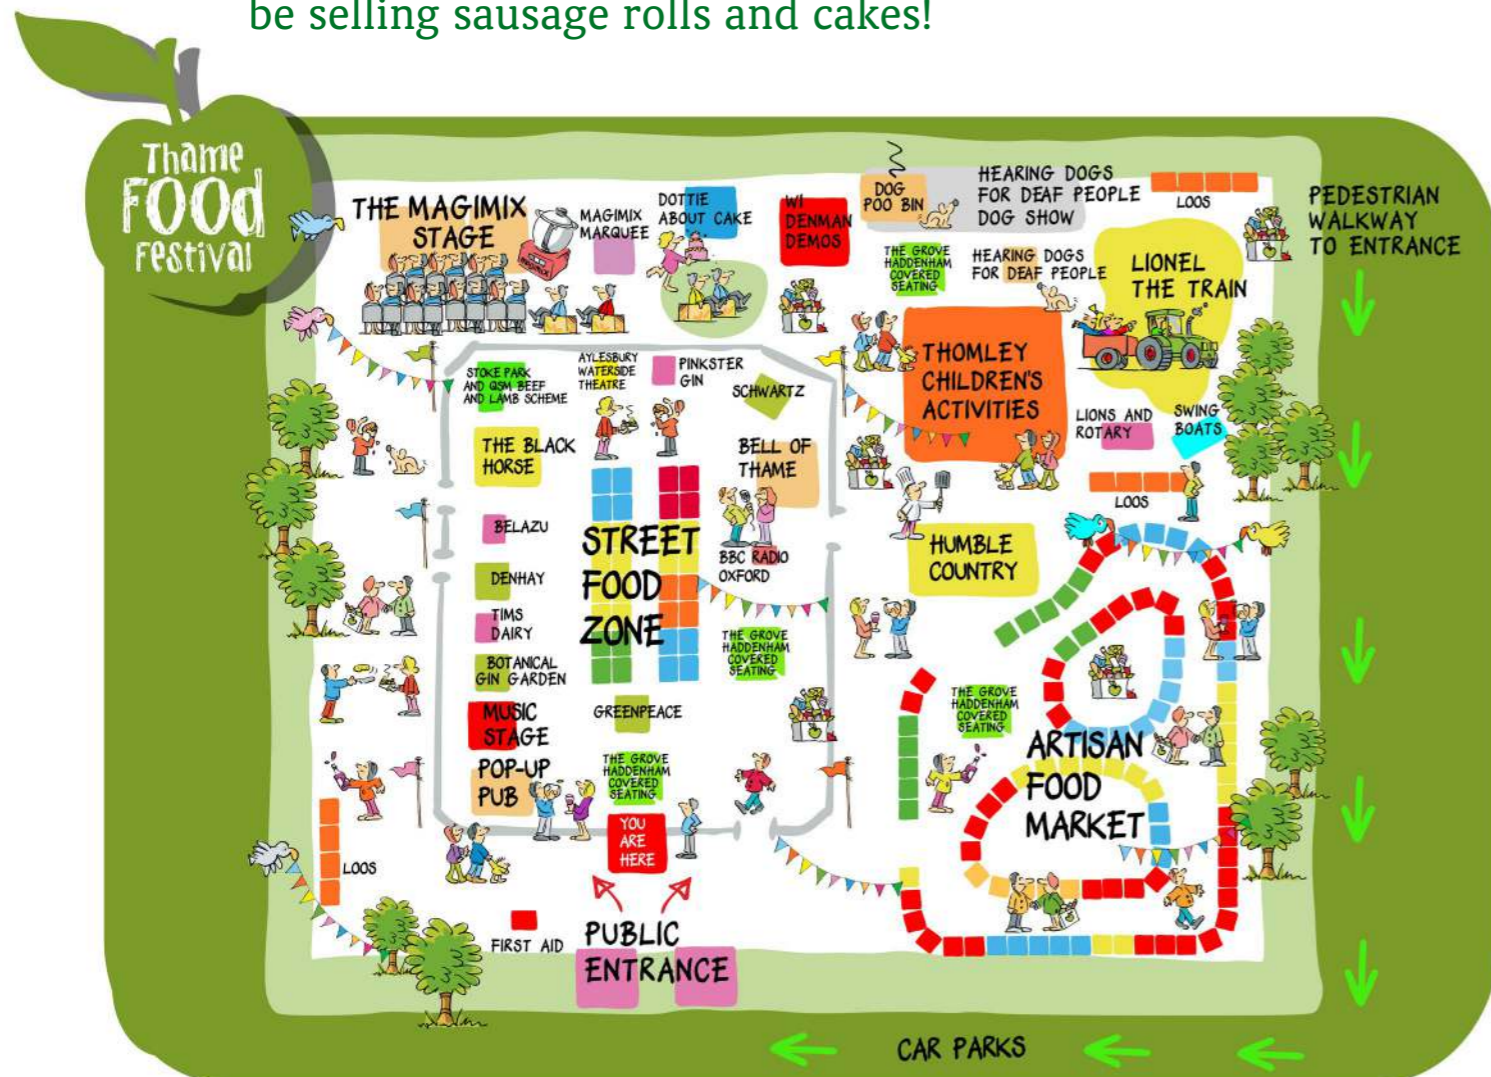 be selling sausage rolls and cakes!
Thame
FOOD
Festival
THE MAGIMIX
STAGE
MAGIMIX
MARQUEE
DOTTIE
ABOUT CAKE
WI
DENMAN
DEMOS
DOG
POO BIN
HEARING DOGS
FOR DEAF PEOPLE
DOG SHOW
LOOS
PEDESTRIAN
WALKWAY
TO ENTRANCE
THE GROVE
HADDENHAM
COVERED
SEATING
HEARING DOGS
FOR DEAF PEOPLE
LIONEL
THE TRAIN
THOMLEY
CHILDREN'S
ACTIVITIES
LIONS AND
ROTARY
SWING
BOATS
LOOS
STOKE PARK
AND QSM BEEF
AND LAMB SCHEME
AYLESBURY
WATERSIDE
THEATRE
PINKSTER
GIN
SCHWARTZ
THE BLACK
HORSE
BELL OF
THAME
BELAZU
STREET
FOOD
ZONE
BBC RADIO
OXFORD
HUMBLE
COUNTRY
DENHAY
TIMS
DAIRY
THE GROVE
HADDENHAM
COVERED
SEATING
BOTANICAL
GIN GARDEN
MUSIC
STAGE
GREENPEACE
THE GROVE
HADDENHAM
COVERED
SEATING
ARTISAN
FOOD
MARKET
POP-UP
PUB
THE GROVE
HADDENHAM
COVERED
SEATING
YOU
ARE
HERE
LOOS
FIRST AID
PUBLIC
ENTRANCE
CAR PARKS